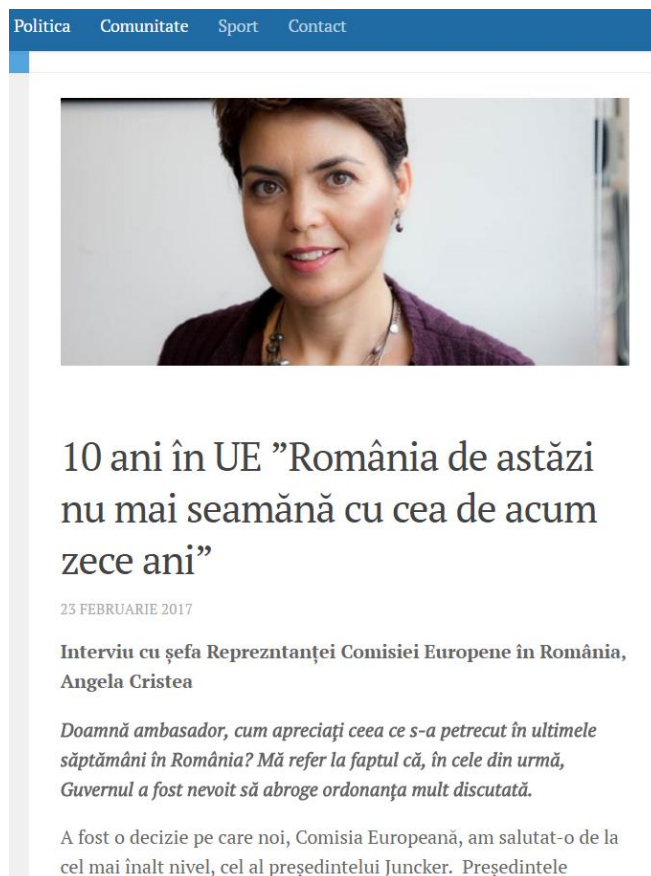 Politica Comunitate Sport Contact
10 ani în UE ”România de astăzi
nu mai seamănă cu cea de acum
zece ani”
23 FEBRUARIE 2017
Interviu cu șefa Reprezntanței Comisiei Europene în România,
Angela Cristea
Doamnă ambasador, cum apreciaţi ceea ce s-a petrecut în ultimele
săptămâni în România? Mă refer la faptul că, în cele din urmă,
Guvernul a fost nevoit să abroge ordonanţa mult discutată.
A fost o decizie pe care noi, Comisia Europeană, am salutat-o de la
cel mai înalt nivel, cel al președintelui Juncker. Președintele